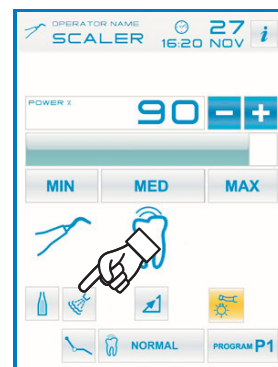 OPERATOR NAME
SCALER
16:20
27
NOV
i
POWER %
90
MIN
MED
MAX
NORMAL
PROGRAM P1